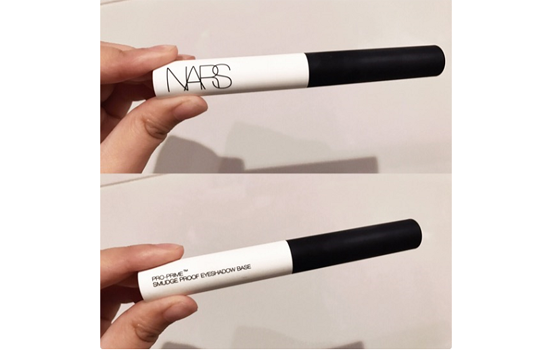 NARS
PRO-PRIME™
SMUDGE PROOF EYESHADOW BASE